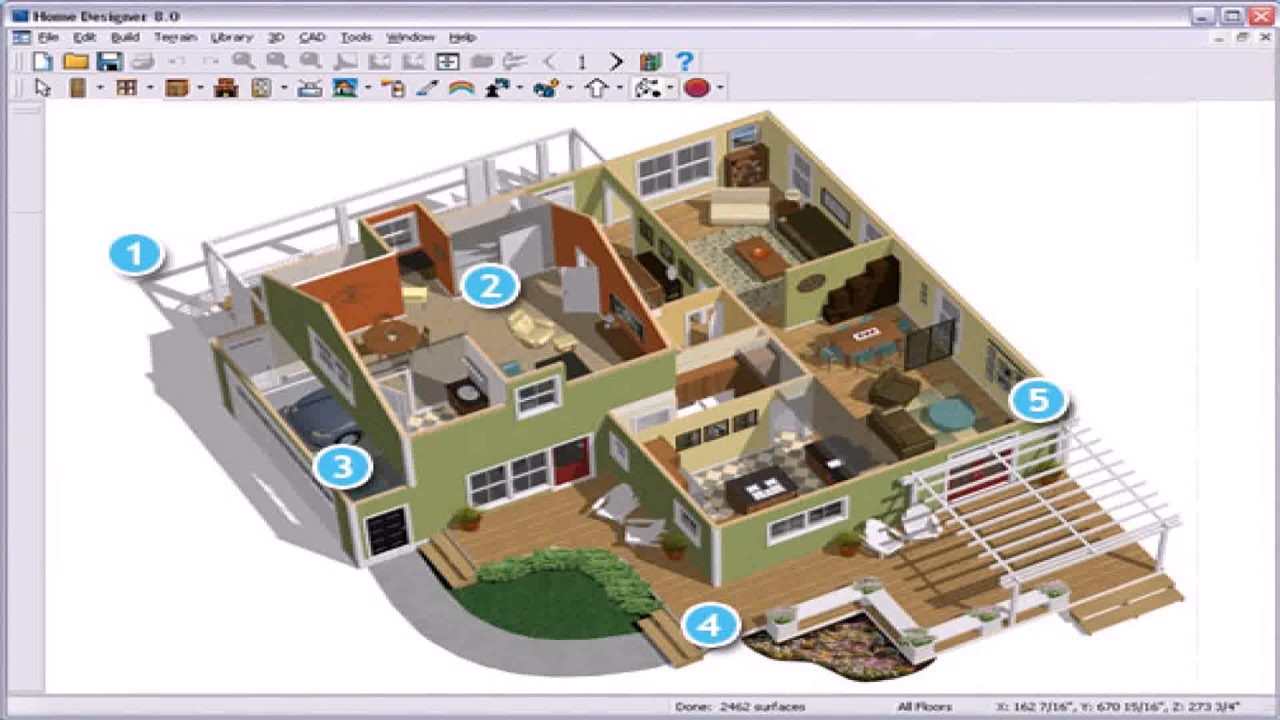 Home Designer 8.0
File Edit Build Terrain Library 3D CAD Tools Window Help
1 ?
1
2
3
4
5
Done: 2462 surfaces All Floors X: 162 7/16", Y: 670 15/16", Z: 273 3/4"